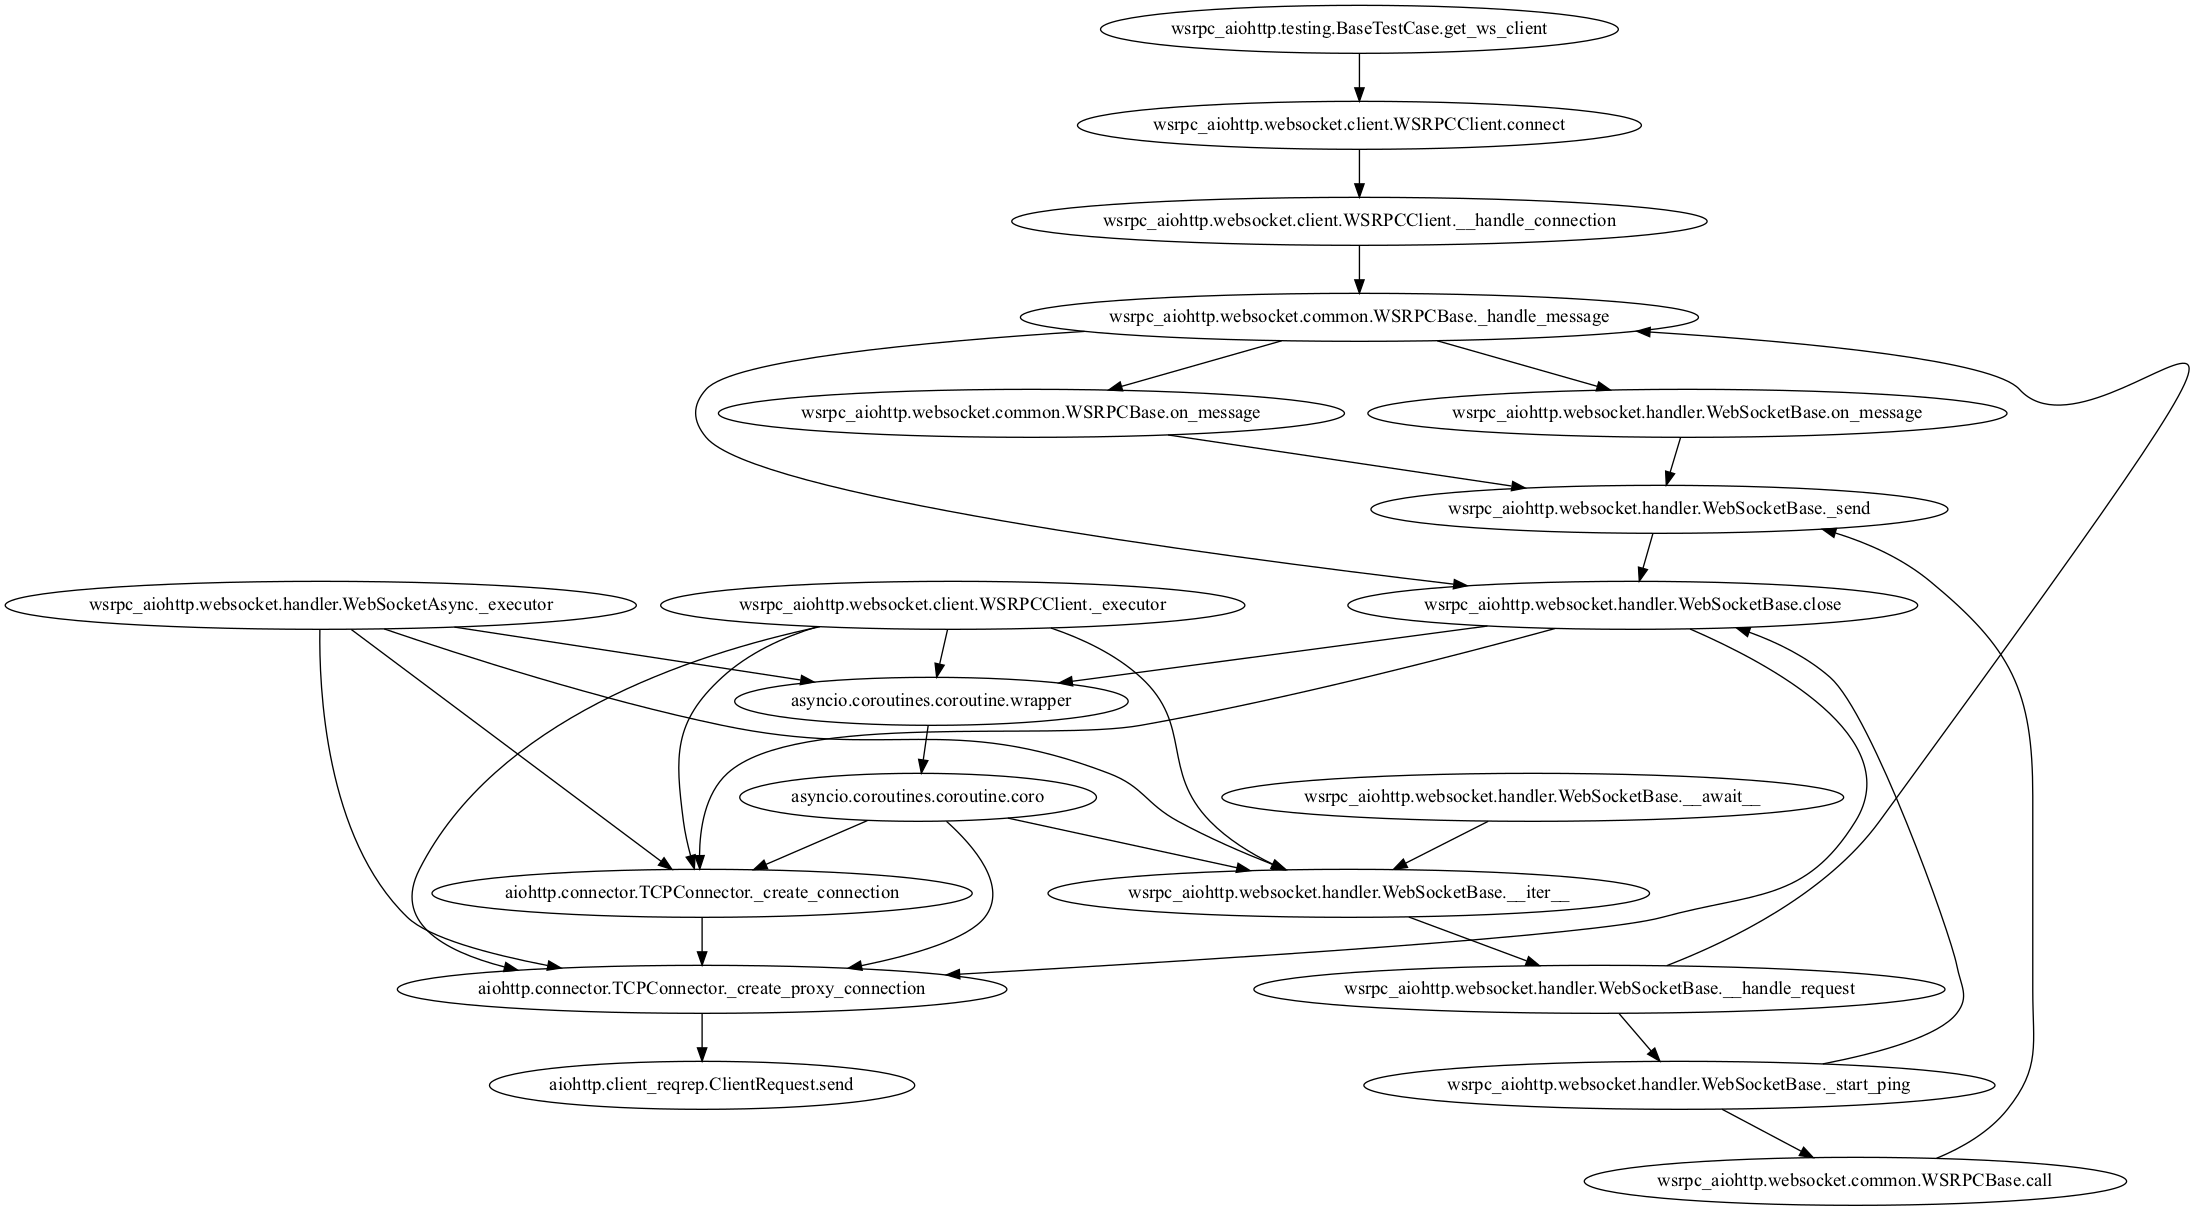 wsrpc_aiohttp.testing.BaseTestCase.get_ws_client
wsrpc_aiohttp.websocket.client.WSRPCClient.connect
wsrpc_aiohttp.websocket.client.WSRPCClient.__handle_connection
wsrpc_aiohttp.websocket.common.WSRPCBase._handle_message
wsrpc_aiohttp.websocket.common.WSRPCBase.on_message
wsrpc_aiohttp.websocket.handler.WebSocketBase.on_message
wsrpc_aiohttp.websocket.handler.WebSocketBase._send
wsrpc_aiohttp.websocket.handler.WebSocketAsync._executor
wsrpc_aiohttp.websocket.client.WSRPCClient._executor
wsrpc_aiohttp.websocket.handler.WebSocketBase.close
asyncio.coroutines.coroutine.wrapper
asyncio.coroutines.coroutine.coro
wsrpc_aiohttp.websocket.handler.WebSocketBase.__await__
aiohttp.connector.TCPConnector._create_connection
wsrpc_aiohttp.websocket.handler.WebSocketBase.__iter__
aiohttp.connector.TCPConnector._create_proxy_connection
wsrpc_aiohttp.websocket.handler.WebSocketBase.__handle_request
aiohttp.client_reqrep.ClientRequest.send
wsrpc_aiohttp.websocket.handler.WebSocketBase._start_ping
wsrpc_aiohttp.websocket.common.WSRPCBase.call